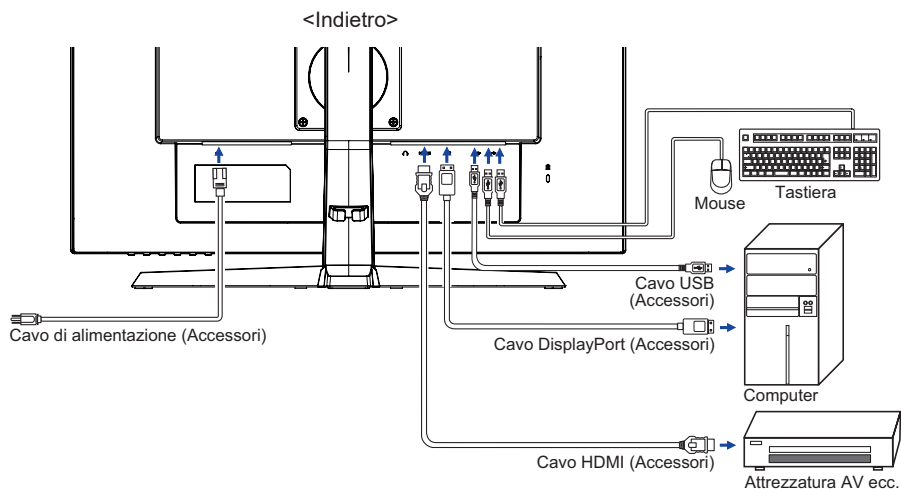 <Indietro>
Mouse
Tastiera
Cavo USB
(Accessori)
Cavo di alimentazione (Accessori)
Cavo DisplayPort (Accessori)
Computer
Cavo HDMI (Accessori)
Attrezzatura AV ecc.